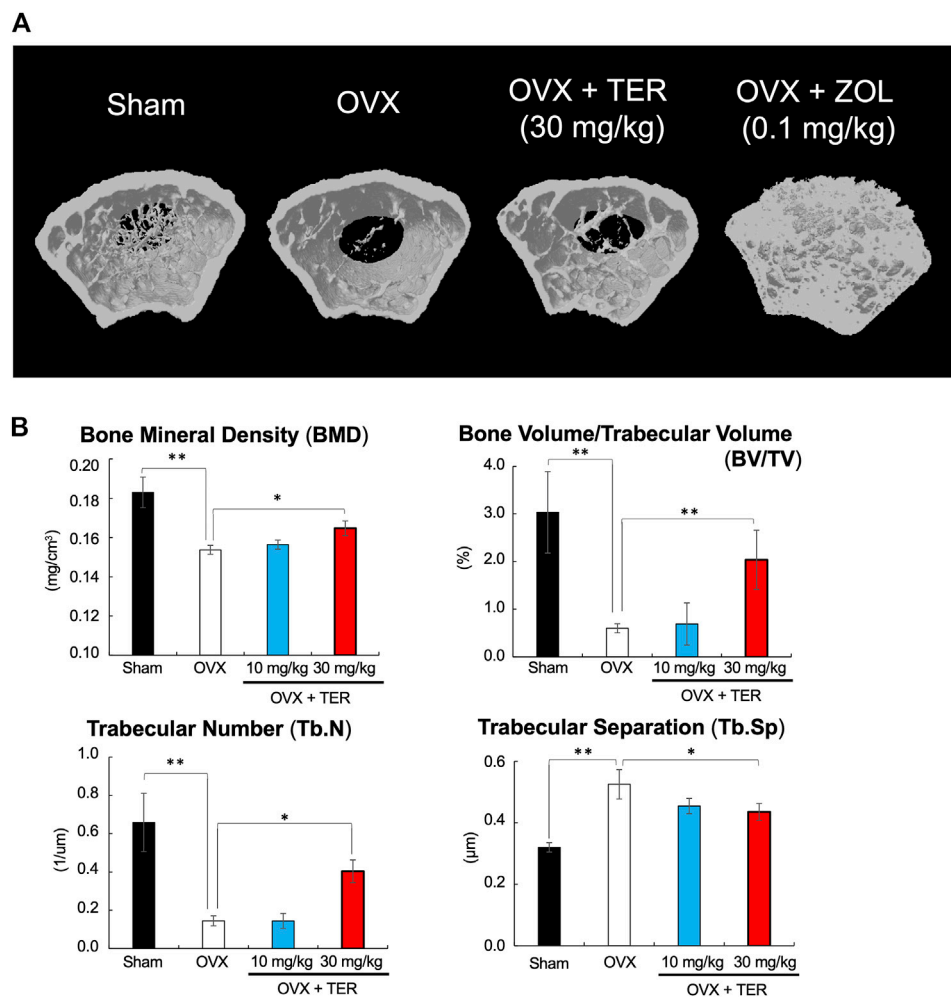 A
Sham
OVX
OVX + TER
(30 mg/kg)
OVX + ZOL
(0.1 mg/kg)
B
Bone Mineral Density (BMD)
0.20
0.18
0.16
0.14
0.12
0.10
(mg/cm³)
**
*
Sham
OVX
10 mg/kg
30 mg/kg
OVX + TER
Bone Volume/Trabecular Volume
(BV/TV)
4.0
3.0
2.0
1.0
0.0
(%)
**
**
Sham
OVX
10 mg/kg
30 mg/kg
OVX + TER
Trabecular Number (Tb.N)
1.0
0.8
0.6
0.4
0.2
0.0
(1/um)
**
*
Sham
OVX
10 mg/kg
30 mg/kg
OVX + TER
Trabecular Separation (Tb.Sp)
0.6
0.4
0.2
0.0
(μm)
**
*
Sham
OVX
10 mg/kg
30 mg/kg
OVX + TER